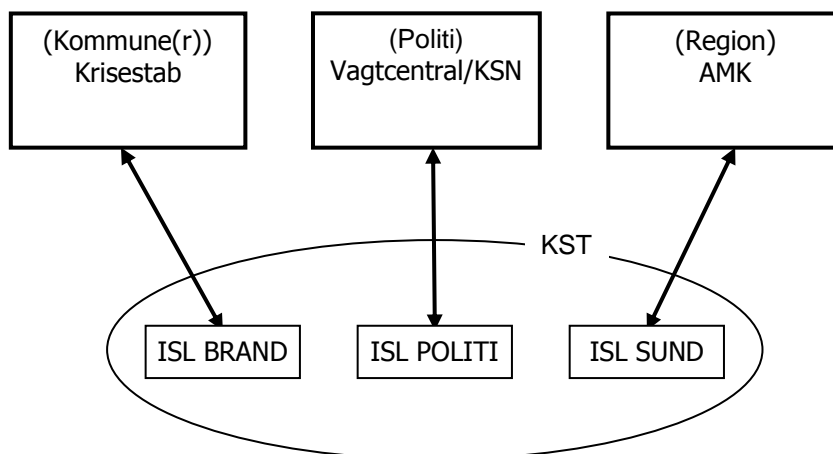 (Kommune(r))
Krisestab
(Politi)
Vagtcentral/KSN
(Region)
AMK
KST
ISL BRAND
ISL POLITI
ISL SUND